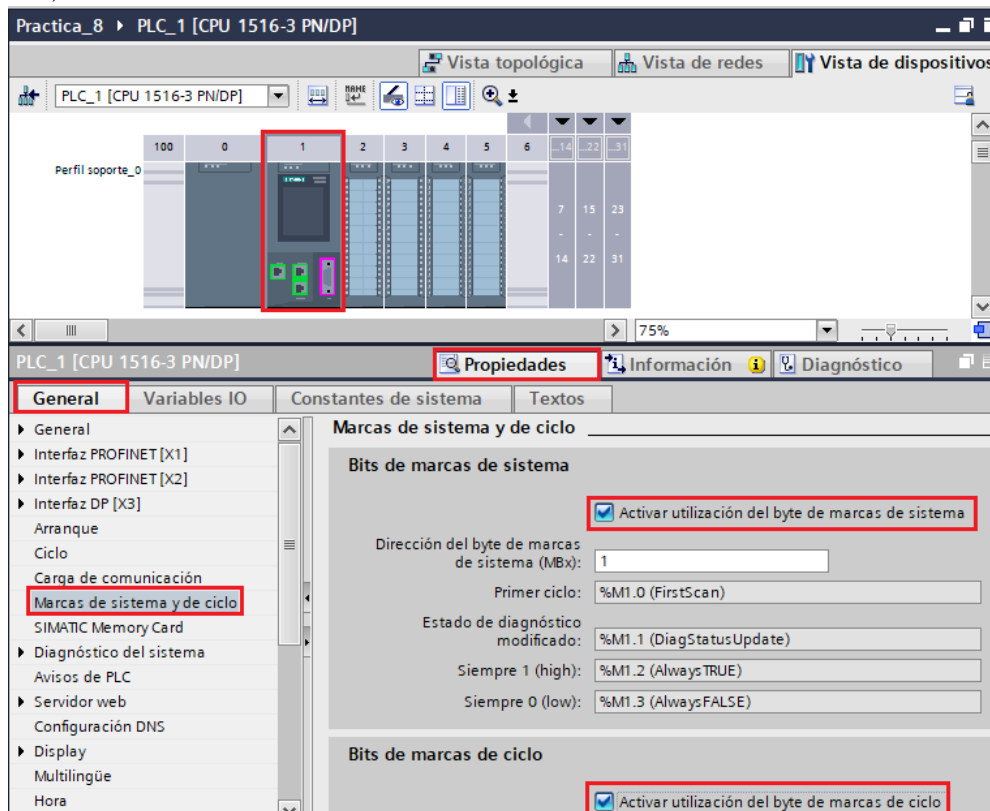 Practica_8 ▸ PLC_1 [CPU 1516-3 PN/DP]
Vista topológica Vista de redes Vista de dispositivos
PLC_1 [CPU 1516-3 PN/DP]
100 0 1 2 3 4 5 6 ...14 ...22 ...31
Perfil soporte_0
7 15 23
- - -
14 22 31
75%
PLC_1 [CPU 1516-3 PN/DP] Propiedades Información Diagnóstico
General Variables IO Constantes de sistema Textos
General
Interfaz PROFINET [X1]
Interfaz PROFINET [X2]
Interfaz DP [X3]
Arranque
Ciclo
Carga de comunicación
Marcas de sistema y de ciclo
SIMATIC Memory Card
Diagnóstico del sistema
Avisos de PLC
Servidor web
Configuración DNS
Display
Multilingüe
Hora
Marcas de sistema y de ciclo
Bits de marcas de sistema
Activar utilización del byte de marcas de sistema
Dirección del byte de marcas
de sistema (MBx): 1
Primer ciclo: %M1.0 (FirstScan)
Estado de diagnóstico
modificado: %M1.1 (DiagStatusUpdate)
Siempre 1 (high): %M1.2 (AlwaysTRUE)
Siempre 0 (low): %M1.3 (AlwaysFALSE)
Bits de marcas de ciclo
Activar utilización del byte de marcas de ciclo